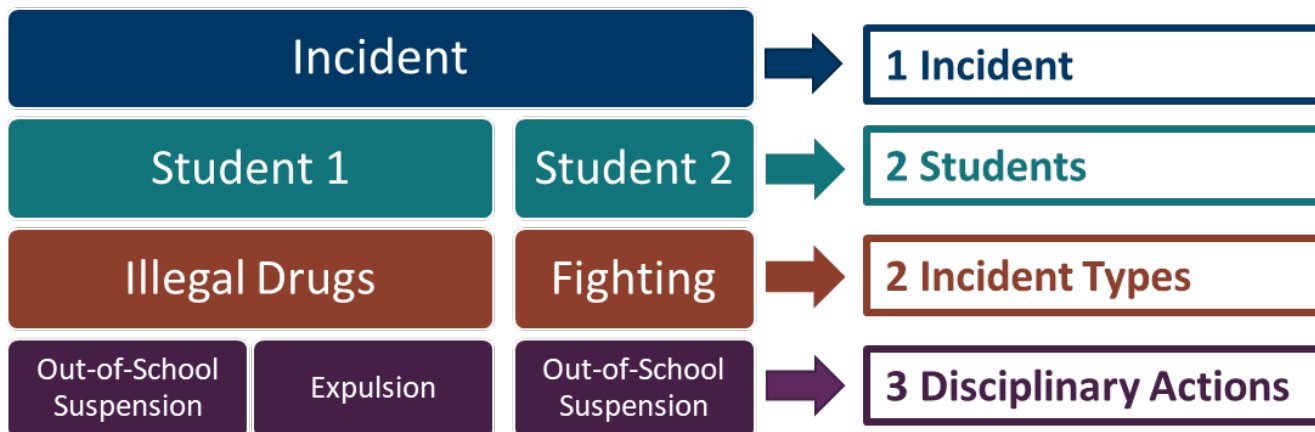 Incident
1 Incident
Student 1
Student 2
2 Students
Illegal Drugs
Fighting
2 Incident Types
Out-of-School
Suspension
Expulsion
Out-of-School
Suspension
3 Disciplinary Actions